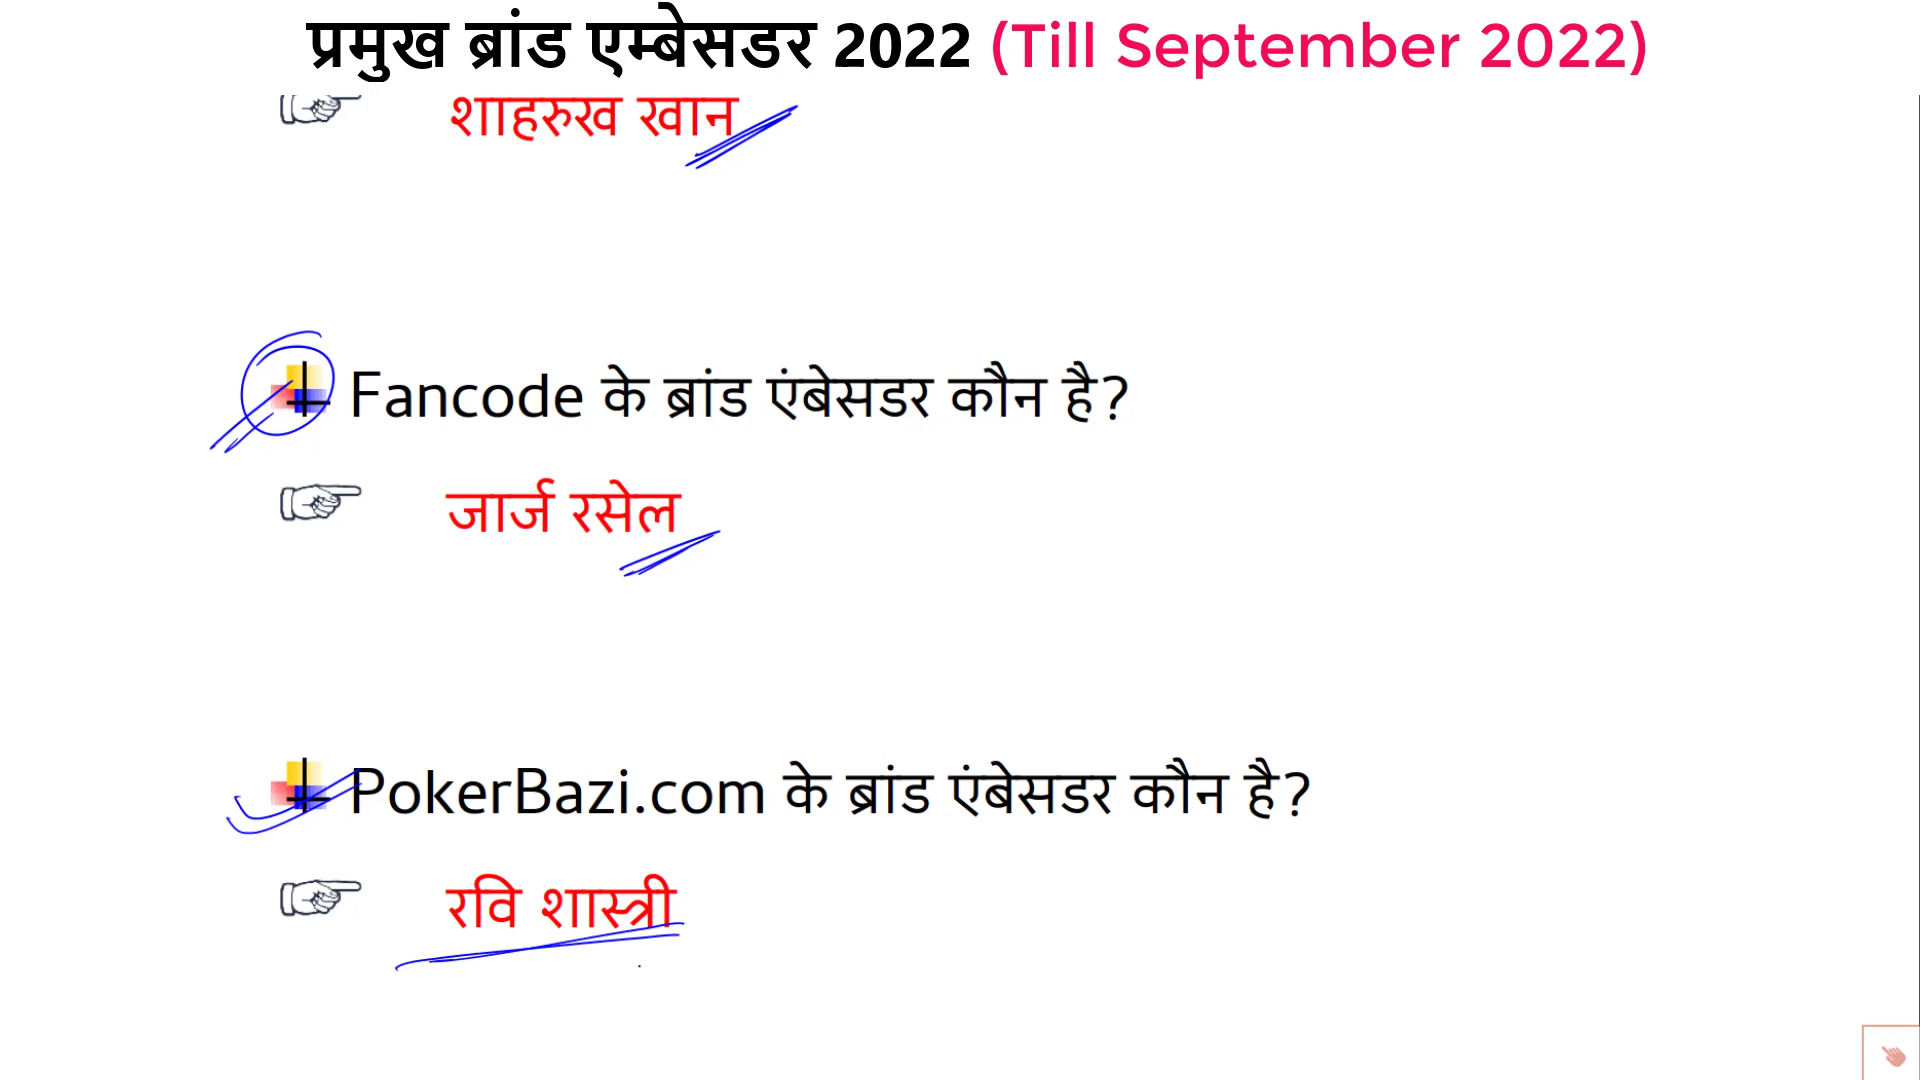 प्रमुख ब्रांड एम्बेसडर 2022 (Till September 2022)
शाहरुख खान
Fancode के ब्रांड एंबेसडर कौन है?
जार्ज रसेल
PokerBazi.com के ब्रांड एंबेसडर कौन है?
रवि शास्त्री